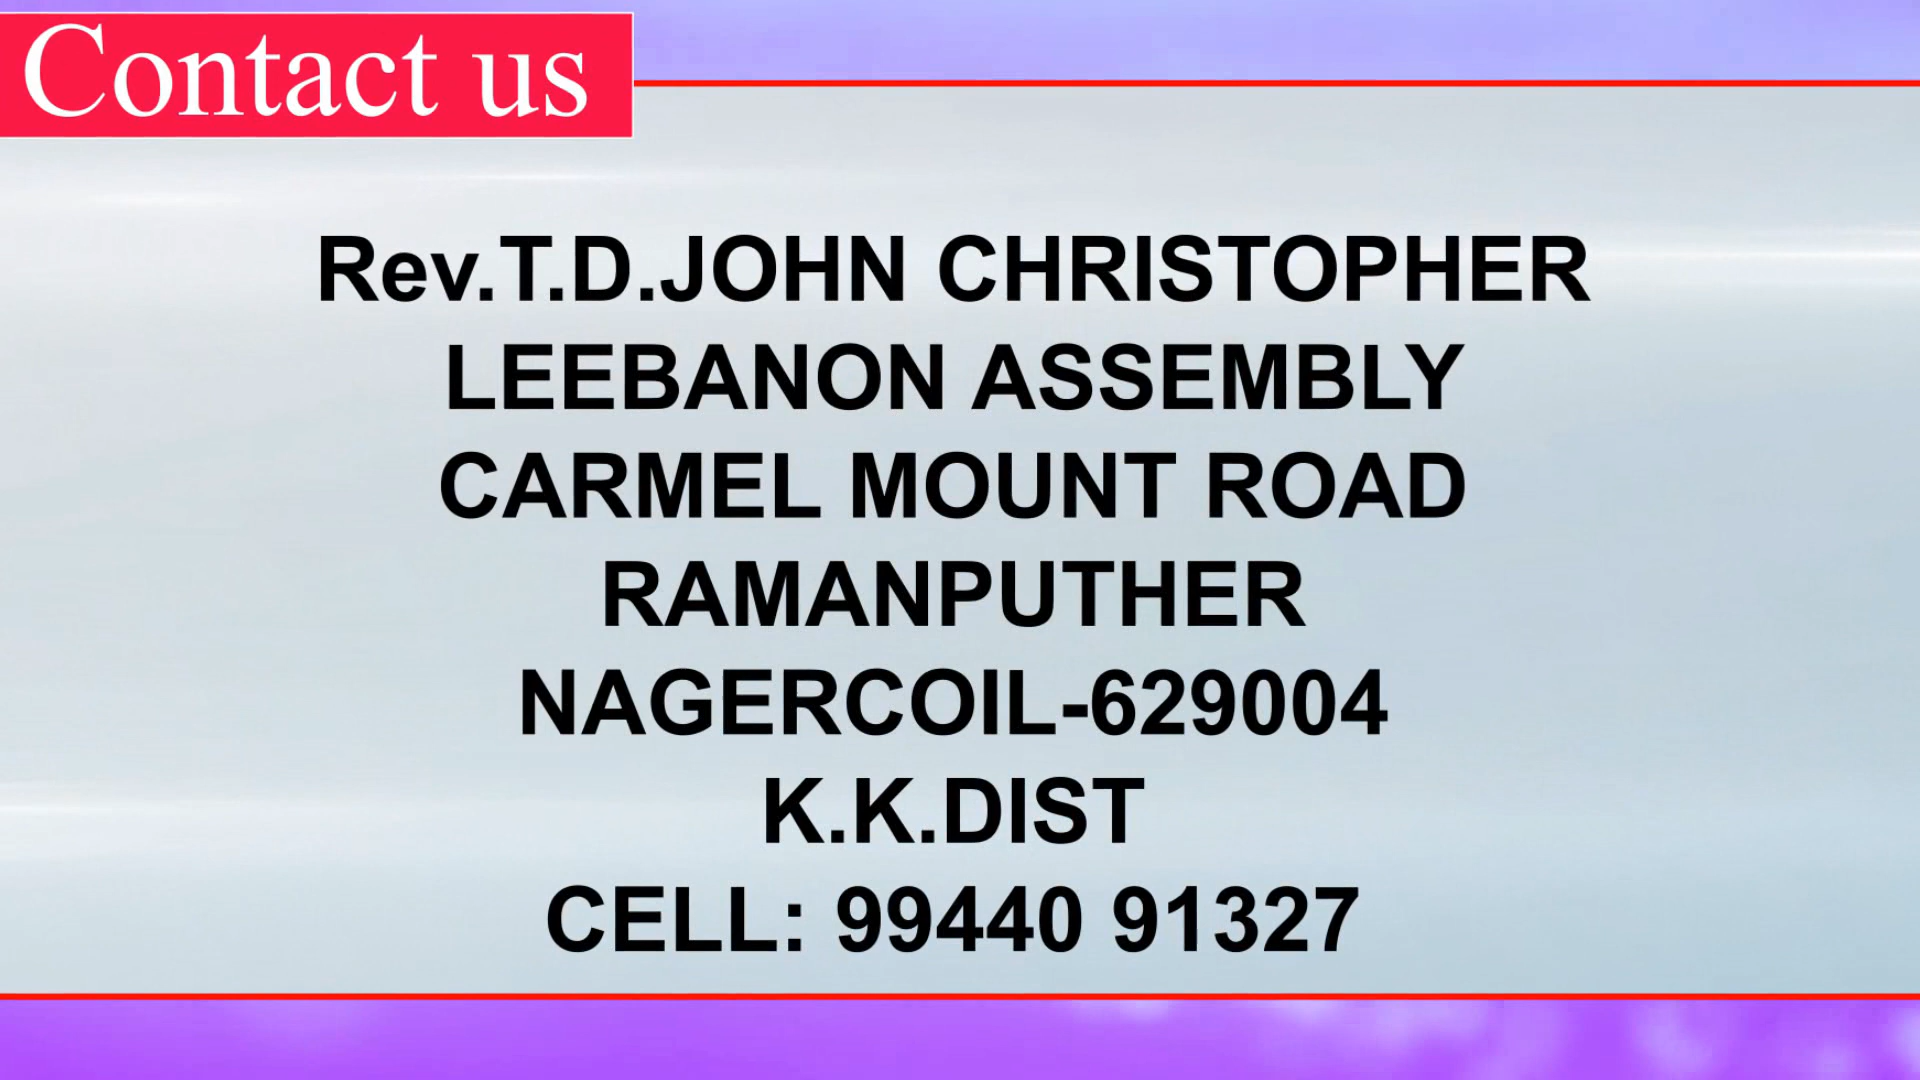 Contact us
Rev.T.D.JOHN CHRISTOPHER
LEEBANON ASSEMBLY
CARMEL MOUNT ROAD
RAMANPUTHER
NAGERCOIL-629004
K.K.DIST
CELL: 99440 91327